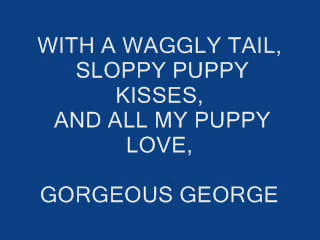 WITH A WAGGLY TAIL,
SLOPPY PUPPY
KISSES,
AND ALL MY PUPPY
LOVE,
GORGEOUS GEORGE